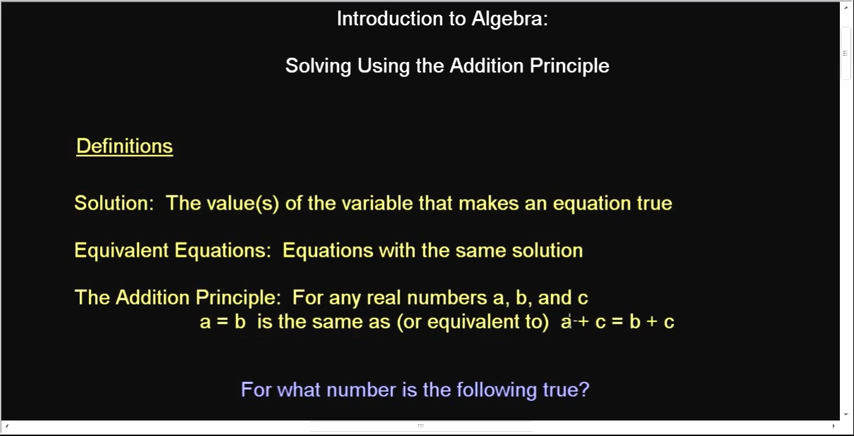 Introduction to Algebra:
Solving Using the Addition Principle
Definitions
Solution:  The value(s) of the variable that makes an equation true
Equivalent Equations:  Equations with the same solution
The Addition Principle:  For any real numbers a, b, and c
a = b  is the same as (or equivalent to)  a + c = b + c
For what number is the following true?